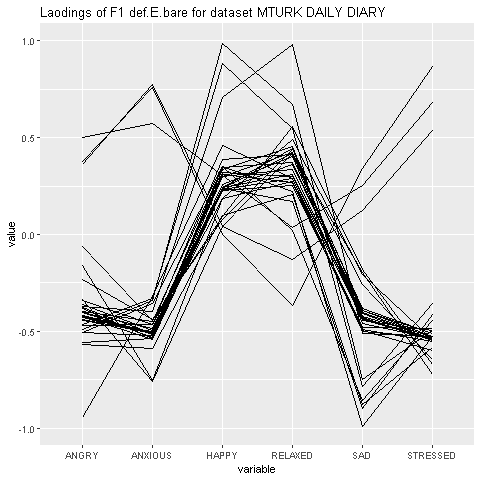 Laodings of F1 def.E.bare for dataset MTURK DAILY DIARY
1.0
0.5
0.0
-0.5
-1.0
value
ANGRY ANXIOUS HAPPY RELAXED SAD STRESSED
variable